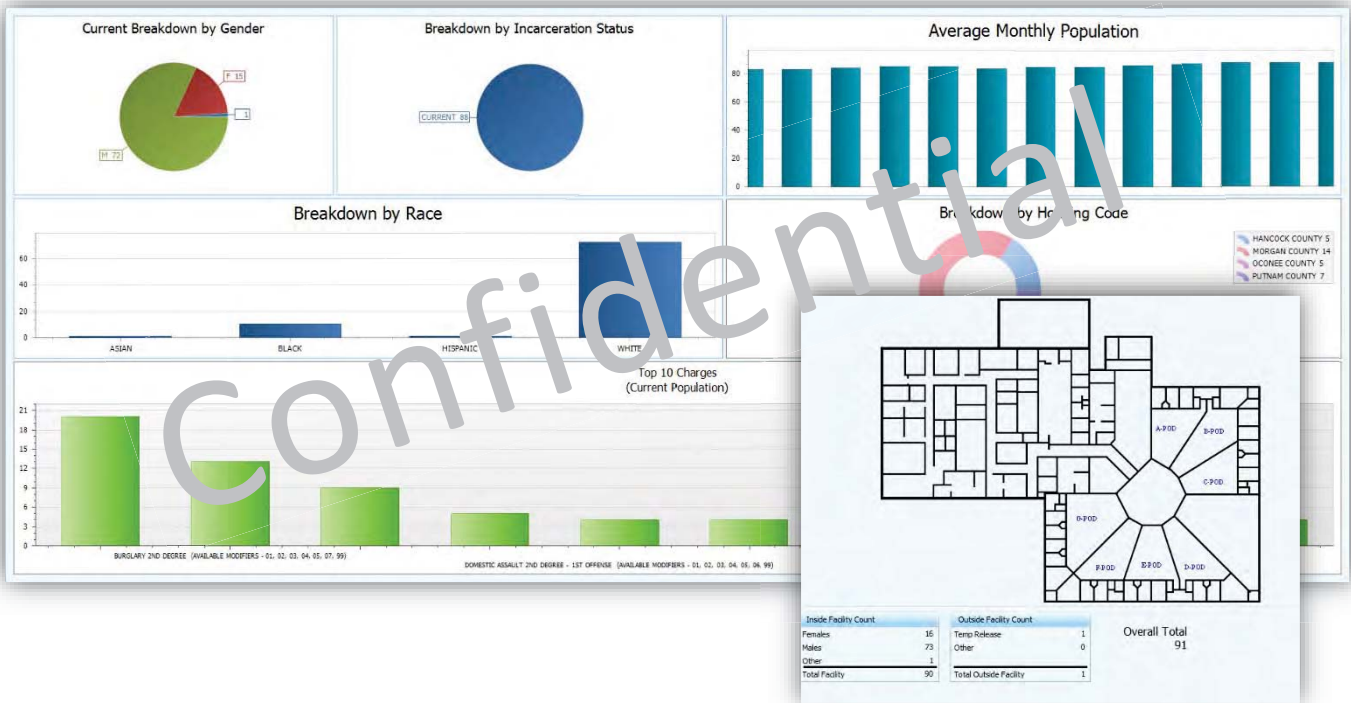 Current Breakdown by Gender
F 15
1
M 72
Breakdown by Incarceration Status
CURRENT 88
Average Monthly Population
80
60
40
20
0
Breakdown by Race
60
40
20
0
ASIAN
BLACK
HISPANIC
WHITE
Breakdown by Housing Code
HANCOCK COUNTY 5
MORGAN COUNTY 14
OCONEE COUNTY 5
PUTNAM COUNTY 7
Top 10 Charges
(Current Population)
21
18
15
12
9
6
3
0
BURGLARY 2ND DEGREE (AVAILABLE MODIFIERS - 01, 02, 03, 04, 05, 07, 99)
DOMESTIC ASSAULT 2ND DEGREE - 1ST OFFENSE (AVAILABLE MODIFIERS - 01, 02, 03, 04, 05, 06, 99)
A-POD
B-POD
C-POD
G-POD
F-POD
E-POD
D-POD
Inside Facility Count
Females 16
Males 73
Other 1
Total Facility 90
Outside Facility Count
Temp Release 1
Other 0
Total Outside Facility 1
Overall Total
91
Confidential